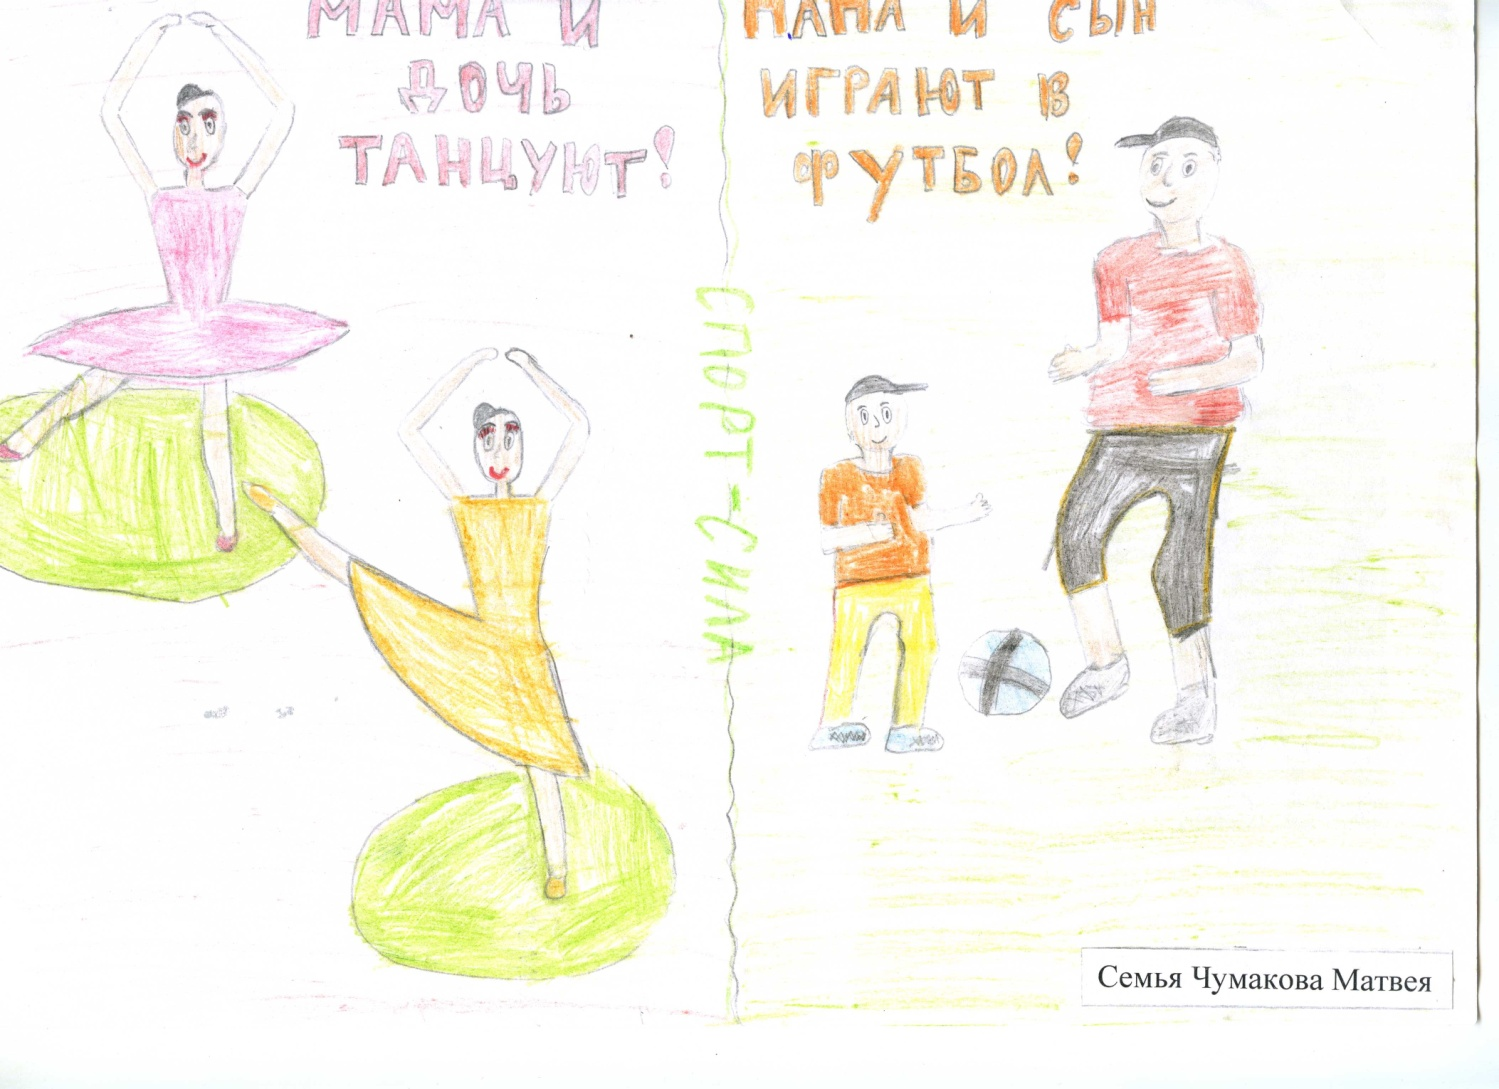 МАМА И
ДОЧЬ
ТАНЦУЮТ!
СПОРТ-СИЛА
ПАПА И СЫН
ИГРАЮТ В
ФУТБОЛ!
Семья Чумакова Матвея